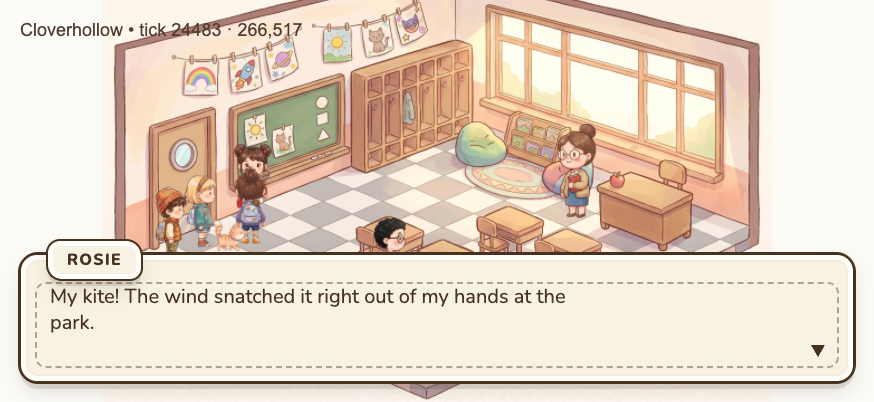 Cloverhollow • tick 24483 · 266,517
ROSIE
My kite! The wind snatched it right out of my hands at the
park.